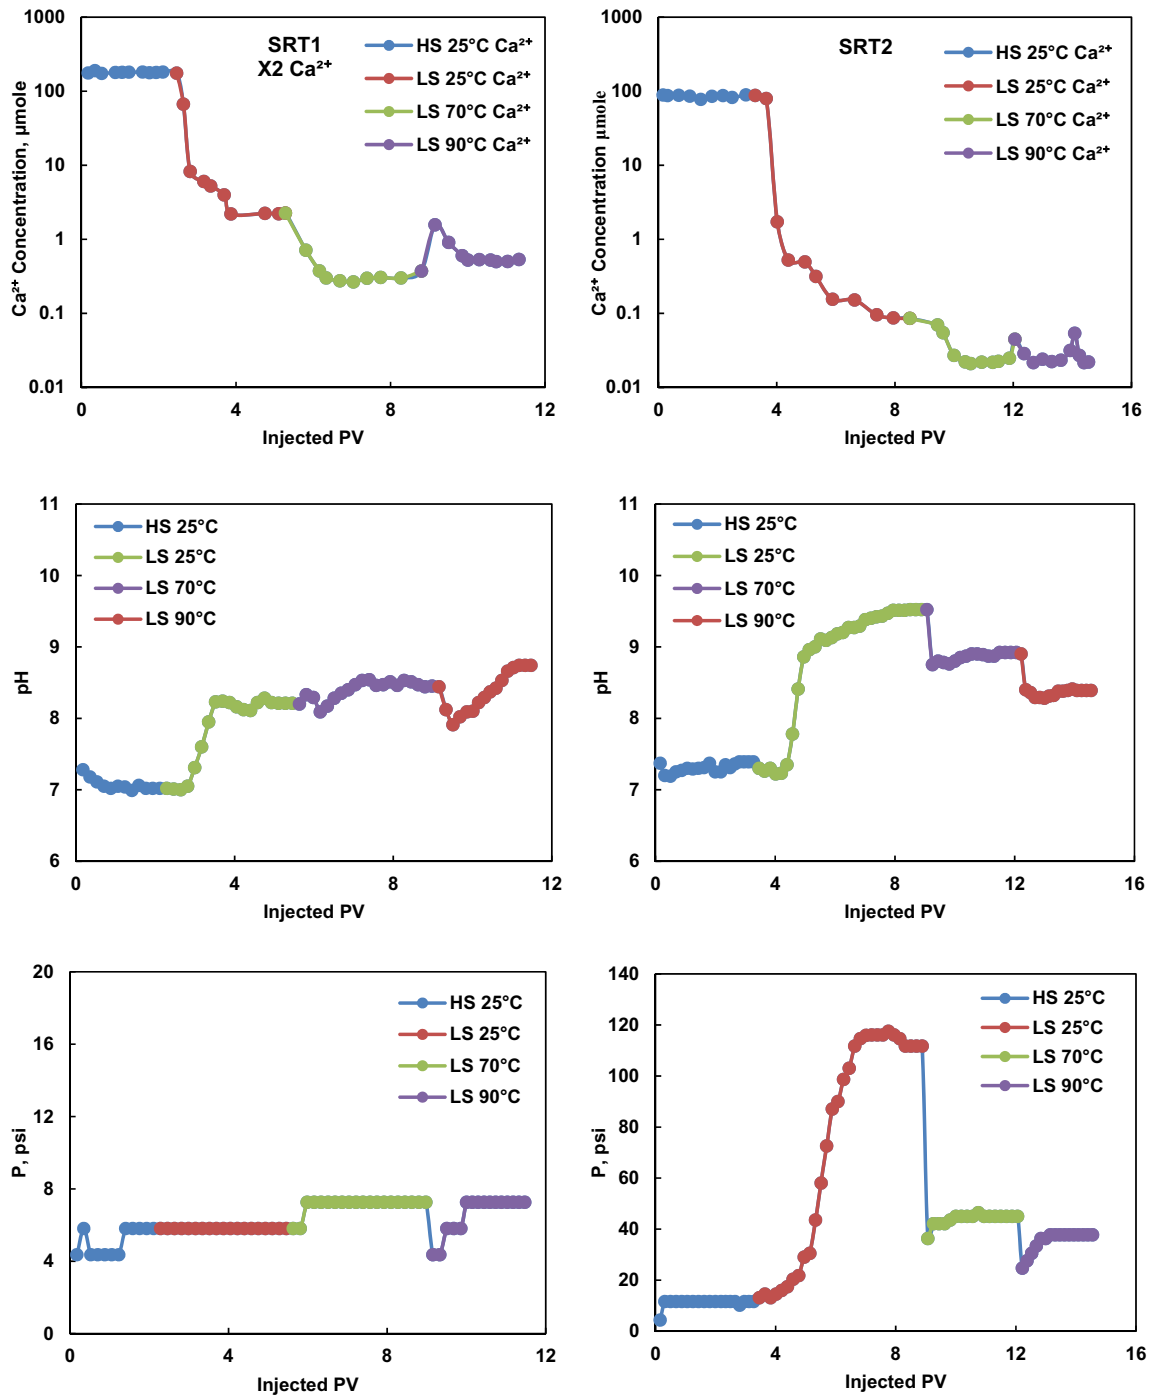 1000
100
10
1
0.1
0.01
Ca²⁺ Concentration, µmole
SRT1
X2 Ca²⁺
HS 25°C Ca²⁺
LS 25°C Ca²⁺
LS 70°C Ca²⁺
LS 90°C Ca²⁺
0 4 8 12
Injected PV
1000
100
10
1
0.1
0.01
Ca²⁺ Concentration µmole
SRT2
HS 25°C Ca²⁺
LS 25°C Ca²⁺
LS 70°C Ca²⁺
LS 90°C Ca²⁺
0 4 8 12 16
Injected PV
11
10
9
8
7
6
pH
HS 25°C
LS 25°C
LS 70°C
LS 90°C
0 4 8 12
Injected PV
11
10
9
8
7
6
pH
HS 25°C
LS 25°C
LS 70°C
LS 90°C
0 4 8 12 16
Injected PV
20
16
12
8
4
0
P, psi
HS 25°C
LS 25°C
LS 70°C
LS 90°C
0 4 8 12
Injected PV
140
120
100
80
60
40
20
0
P, psi
HS 25°C
LS 25°C
LS 70°C
LS 90°C
0 4 8 12 16
Injected PV